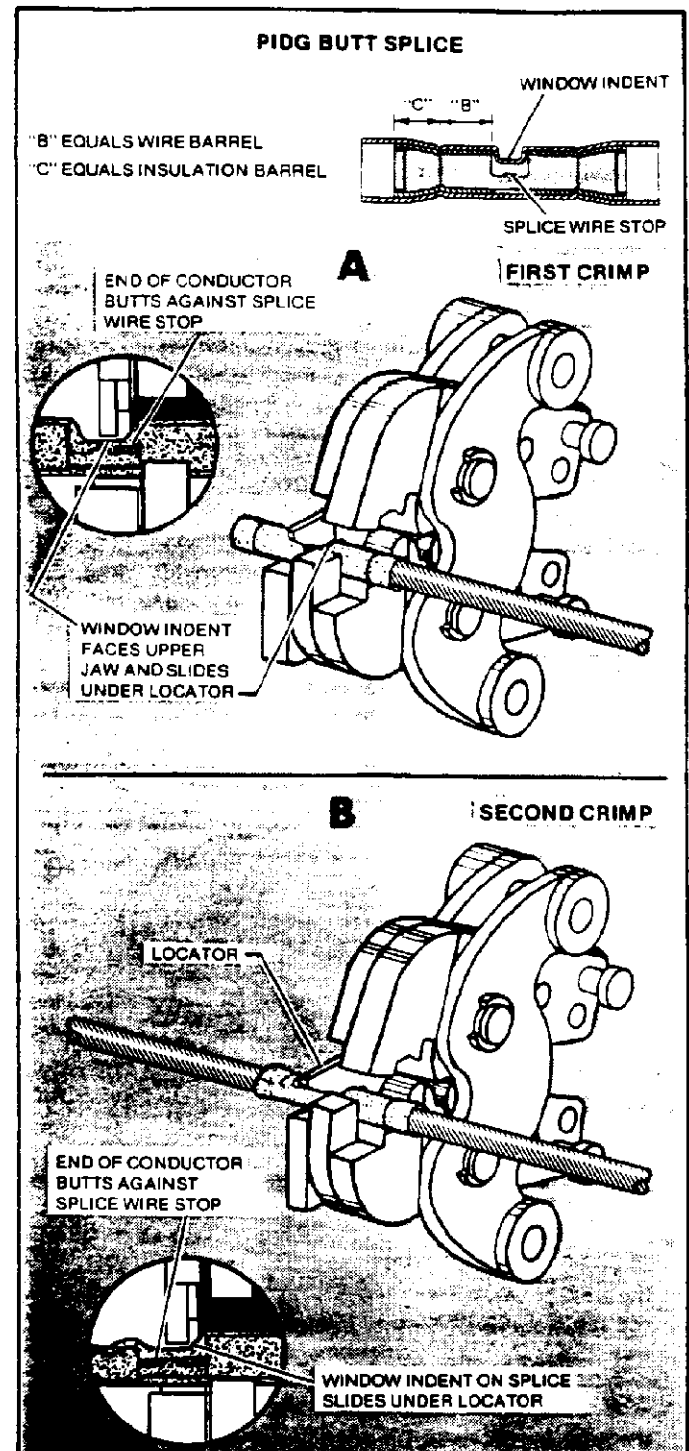 PIDG BUTT SPLICE
WINDOW INDENT
"C" "B"
"B" EQUALS WIRE BARREL
"C" EQUALS INSULATION BARREL
SPLICE WIRE STOP
A
FIRST CRIMP
END OF CONDUCTOR
BUTTS AGAINST SPLICE
WIRE STOP
WINDOW INDENT
FACES UPPER
JAW AND SLIDES
UNDER LOCATOR
B
SECOND CRIMP
LOCATOR
END OF CONDUCTOR
BUTTS AGAINST
SPLICE WIRE STOP
WINDOW INDENT ON SPLICE
SLIDES UNDER LOCATOR